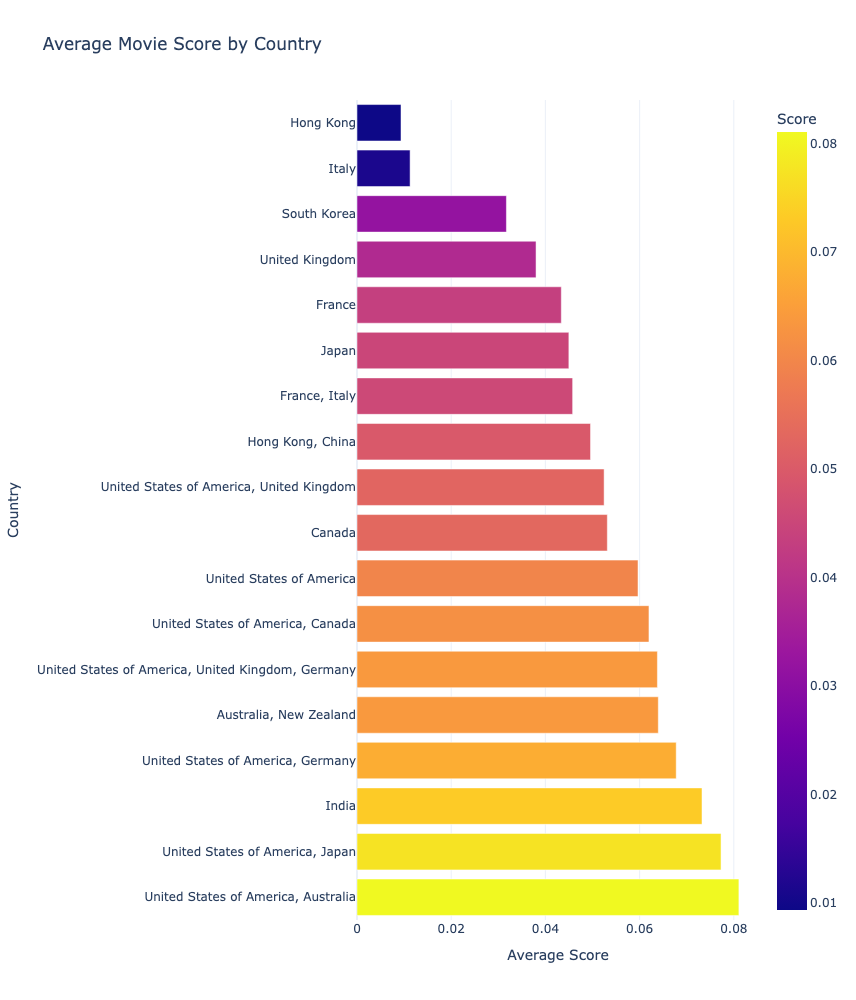 Average Movie Score by Country
Country
Hong Kong
Italy
South Korea
United Kingdom
France
Japan
France, Italy
Hong Kong, China
United States of America, United Kingdom
Canada
United States of America
United States of America, Canada
United States of America, United Kingdom, Germany
Australia, New Zealand
United States of America, Germany
India
United States of America, Japan
United States of America, Australia
0
0.02
0.04
0.06
0.08
Average Score
Score
0.08
0.07
0.06
0.05
0.04
0.03
0.02
0.01